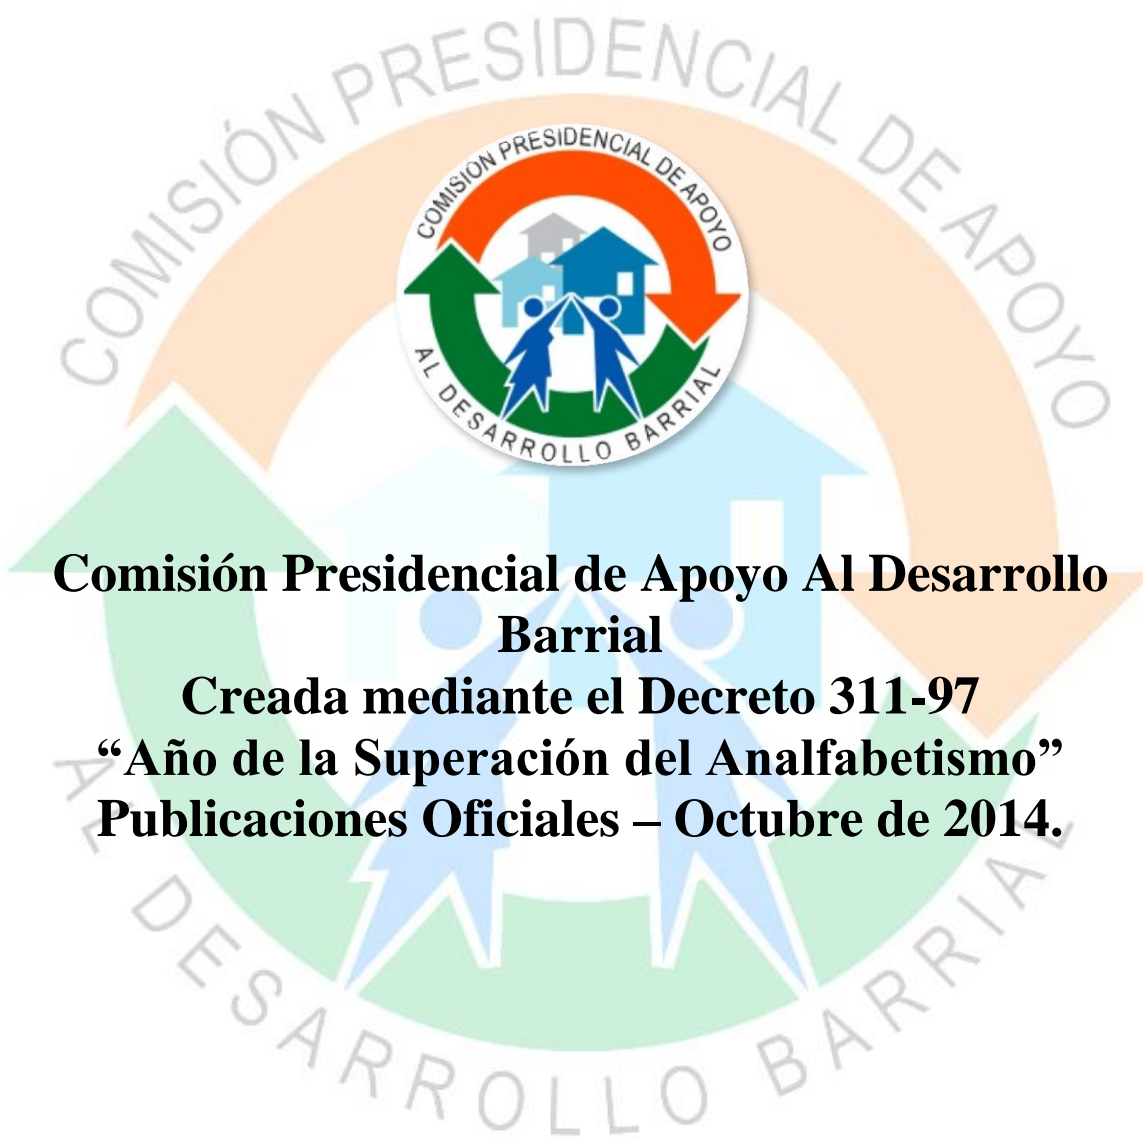 COMISIÓN PRESIDENCIAL DE APOYO
AL DESARROLLO BARRIAL
COMISIÓN PRESIDENCIAL DE APOYO
AL DESARROLLO BARRIAL
Comisión Presidencial de Apoyo Al Desarrollo
Barrial
Creada mediante el Decreto 311-97
“Año de la Superación del Analfabetismo”
Publicaciones Oficiales – Octubre de 2014.